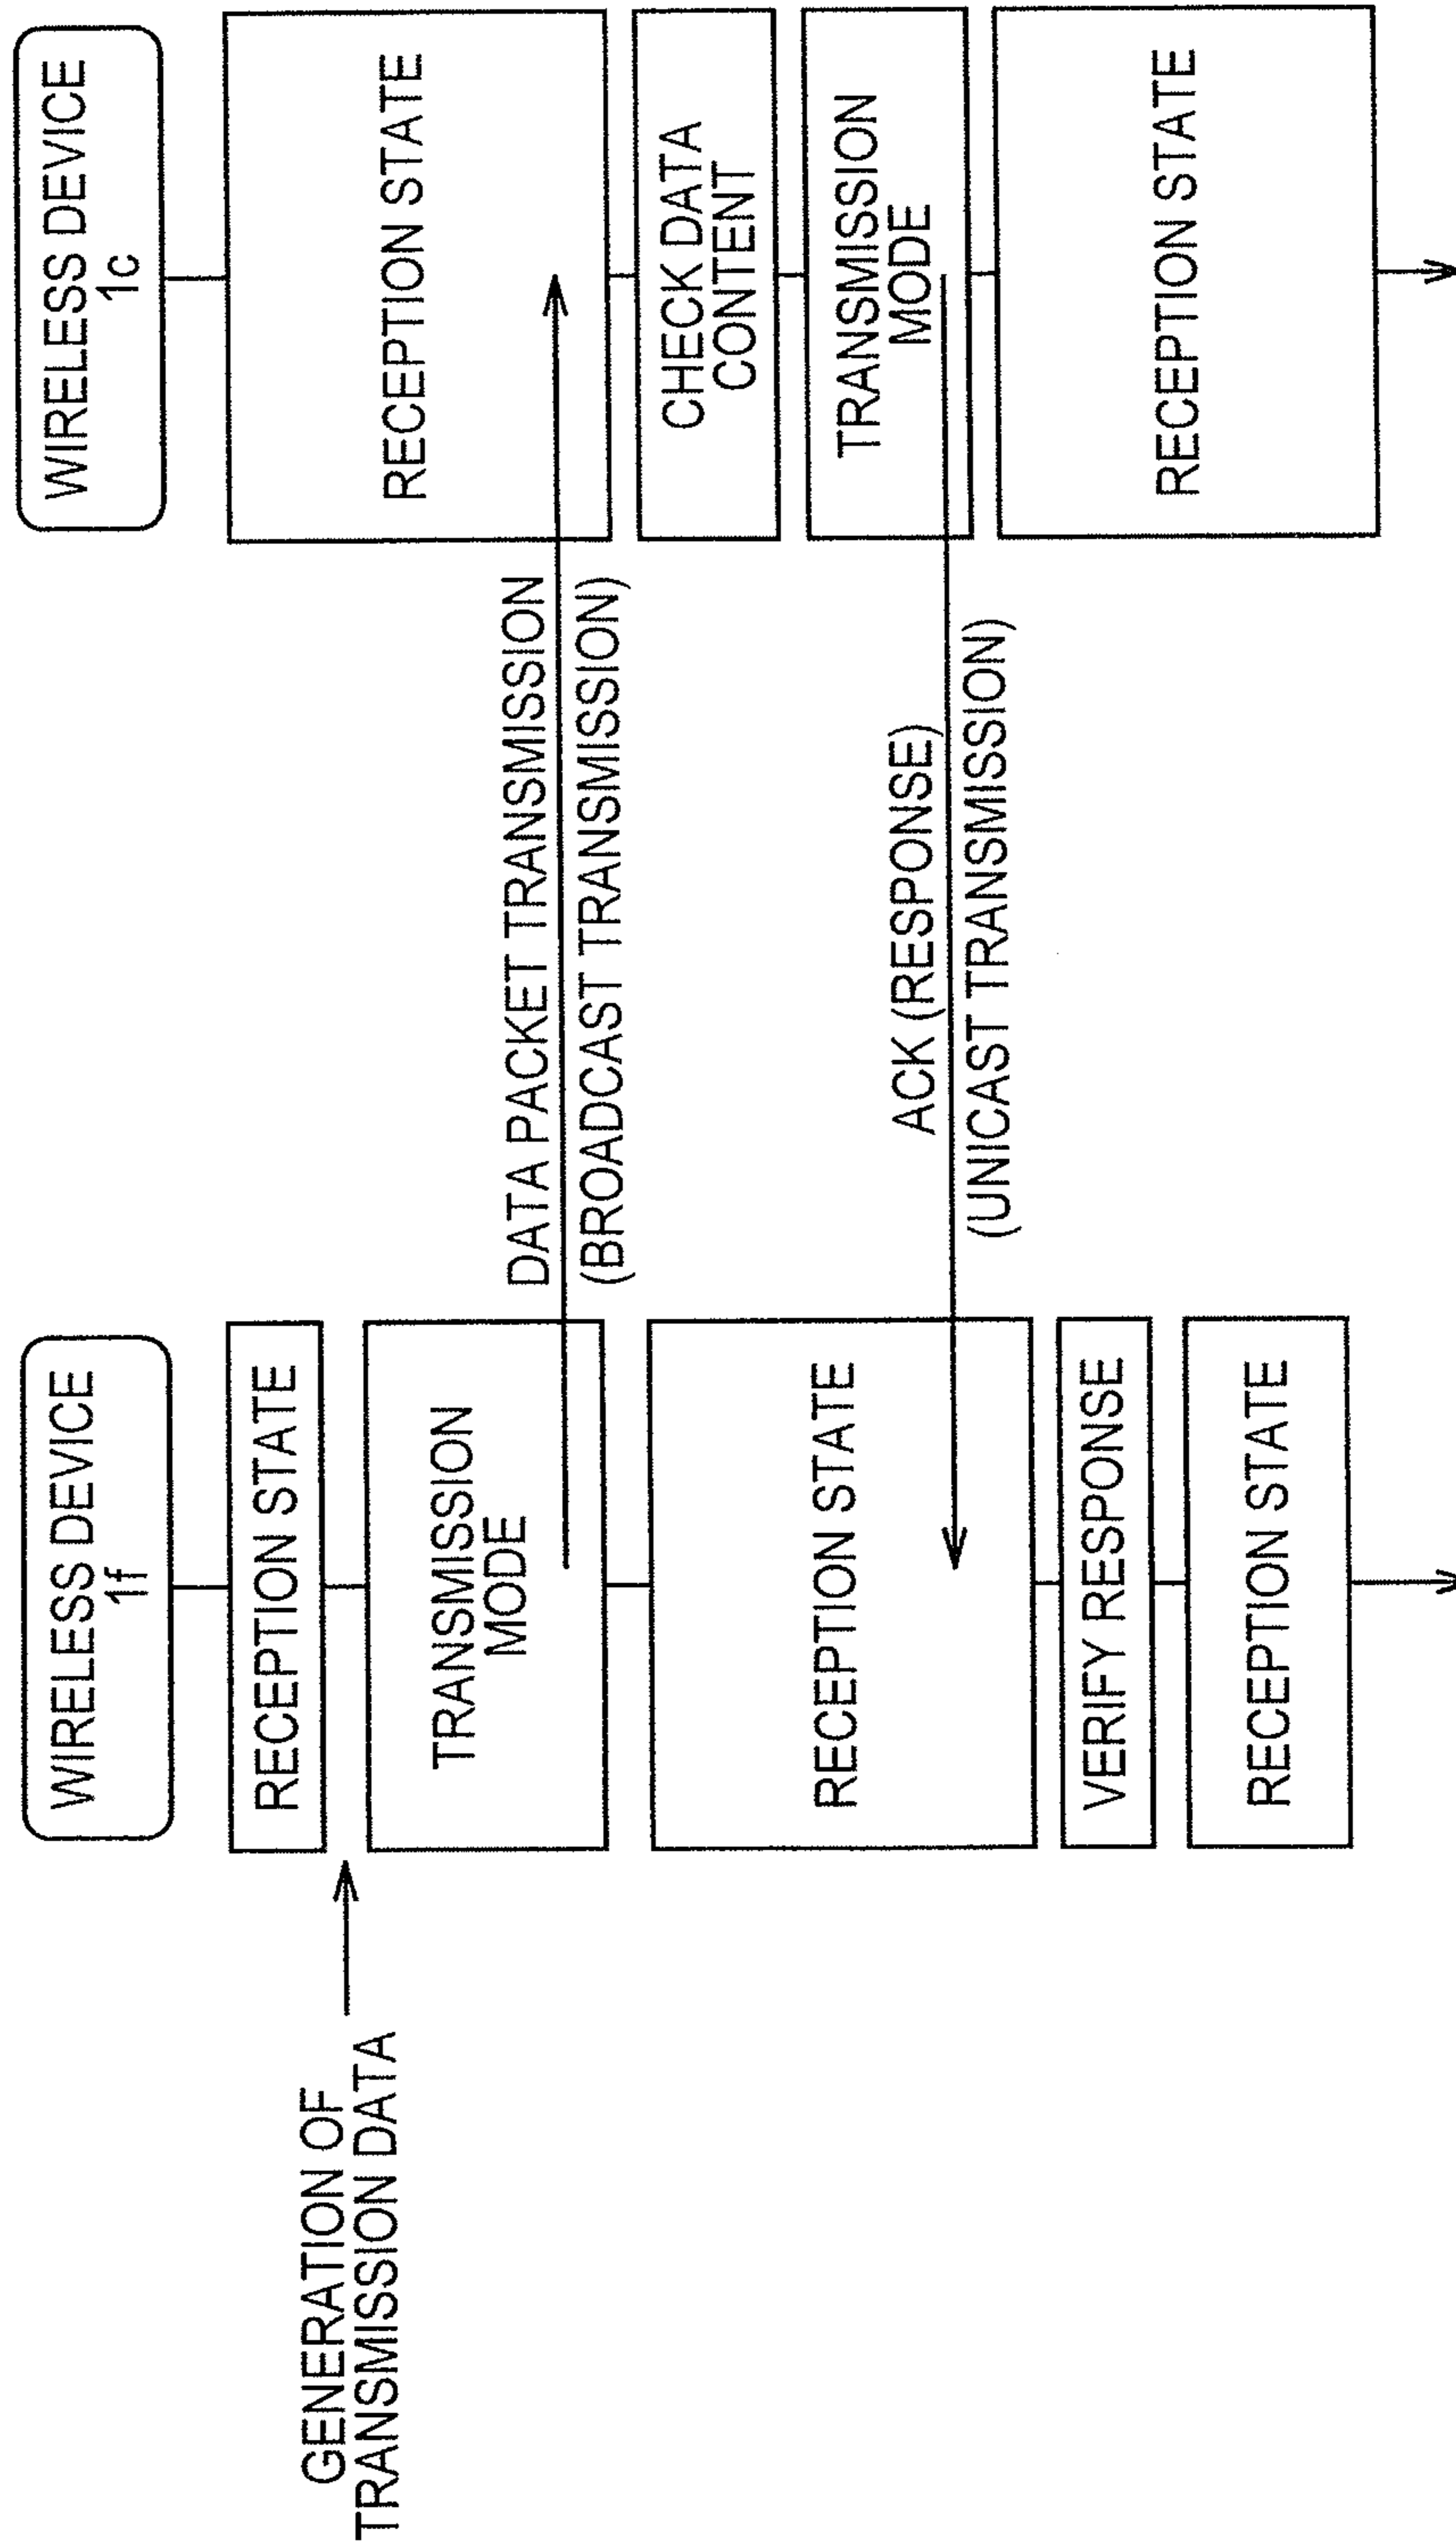 WIRELESS DEVICE
1f
RECEPTION STATE
GENERATION OF
TRANSMISSION DATA
TRANSMISSION
MODE
RECEPTION STATE
VERIFY RESPONSE
RECEPTION STATE
DATA PACKET TRANSMISSION
(BROADCAST TRANSMISSION)
ACK (RESPONSE)
(UNICAST TRANSMISSION)
WIRELESS DEVICE
1c
RECEPTION STATE
CHECK DATA
CONTENT
TRANSMISSION
MODE
RECEPTION STATE